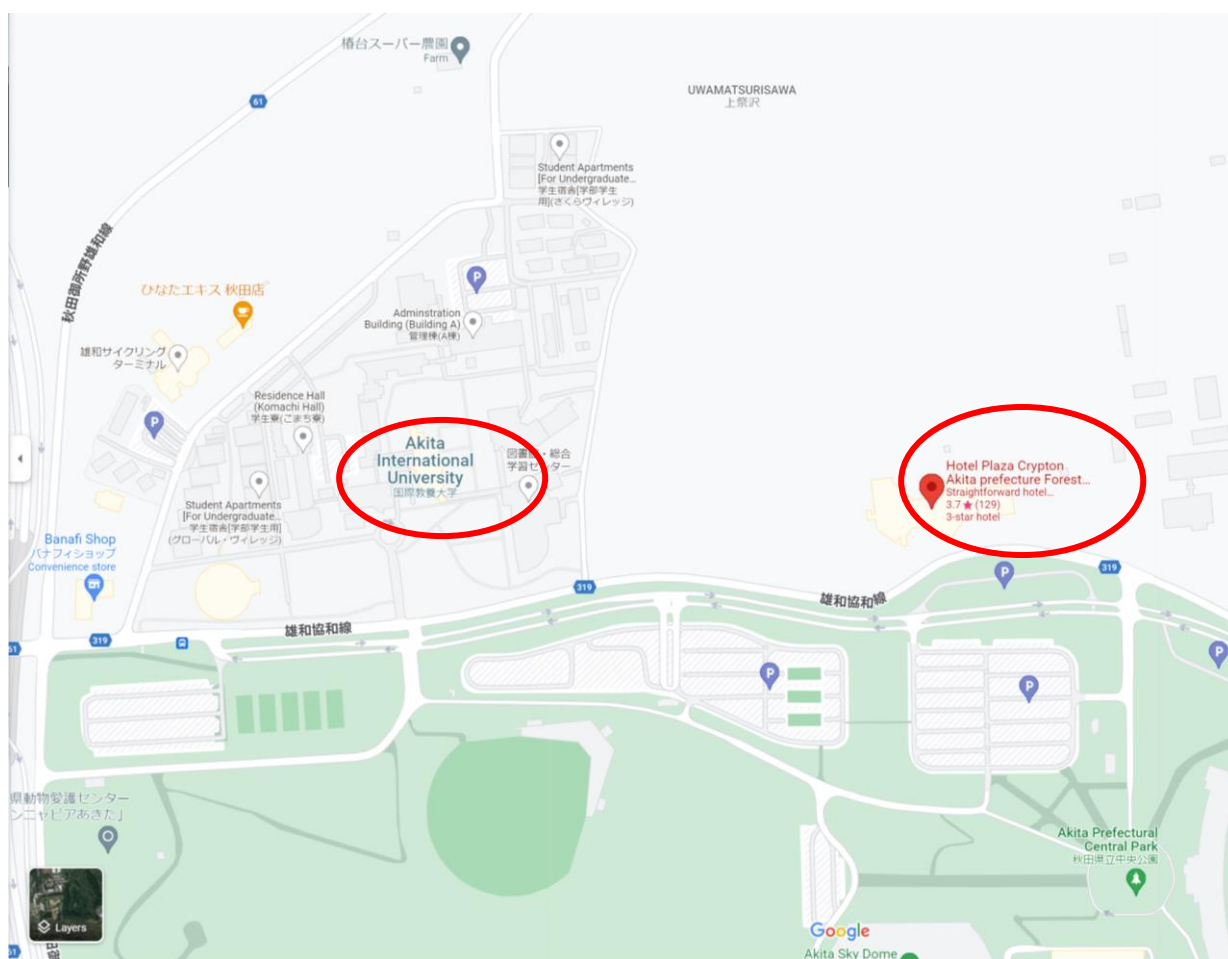 椿台スーパー農園
Farm
61
UWAMATSURISAWA
上祭沢
Student Apartments
[For Undergraduate...
学生宿舎[学部学生
用](さくらヴィレッジ)
秋田御所野雄和線
P
ひなたエキス 秋田店
Adminstration
Building (Building A)
管理棟(A棟)
雄和サイクリング
ターミナル
Residence Hall
(Komachi Hall)
学生寮(こまち寮)
P
Akita
International
University
国際教養大学
図書館・総合
学習センター
Hotel Plaza Crypton
Akita prefecture Forest...
Straightforward hotel...
3.7★(129)
3-star hotel
Student Apartments
[For Undergraduate...
学生宿舎[学部学生用]
(グローバル・ヴィレッジ)
Banafi Shop
バナフィショップ
Convenience store
319
P
319
雄和協和線
319
雄和協和線
61
P
P
P
県動物愛護センター
ンニャピアあきた」
Akita Prefectural
Central Park
秋田県立中央公園
Layers
Google
Akita Sky Dome
61